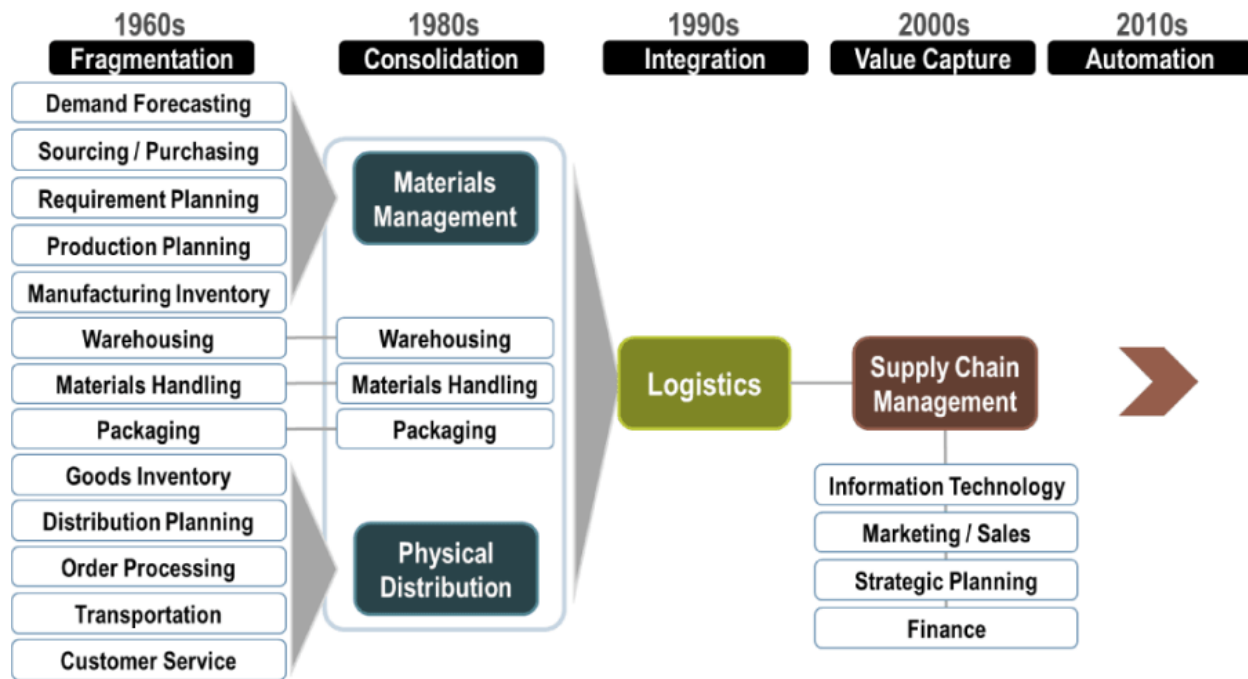 1960s
Fragmentation
Demand Forecasting
Sourcing / Purchasing
Requirement Planning
Production Planning
Manufacturing Inventory
Warehousing
Materials Handling
Packaging
Goods Inventory
Distribution Planning
Order Processing
Transportation
Customer Service
1980s
Consolidation
Materials
Management
Warehousing
Materials Handling
Packaging
Physical
Distribution
1990s
Integration
Logistics
2000s
Value Capture
Supply Chain
Management
Information Technology
Marketing / Sales
Strategic Planning
Finance
2010s
Automation